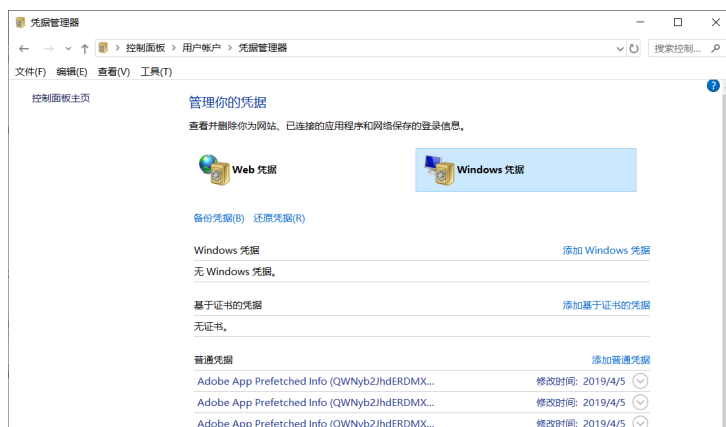 凭据管理器
控制面板 > 用户帐户 > 凭据管理器
搜索控制...
文件(F) 编辑(E) 查看(V) 工具(T)
控制面板主页
管理你的凭据
查看并删除你为网站、已连接的应用程序和网络保存的登录信息。
Web 凭据
Windows 凭据
备份凭据(B) 还原凭据(R)
Windows 凭据 添加 Windows 凭据
无 Windows 凭据。
基于证书的凭据 添加基于证书的凭据
无证书。
普通凭据 添加普通凭据
Adobe App Prefetched Info (QWNyb2JhdERDMX... 修改时间: 2019/4/5
Adobe App Prefetched Info (QWNyb2JhdERDMX... 修改时间: 2019/4/5
Adobe App Prefetched Info (QWNyb2JhdERDMX... 修改时间: 2019/4/5